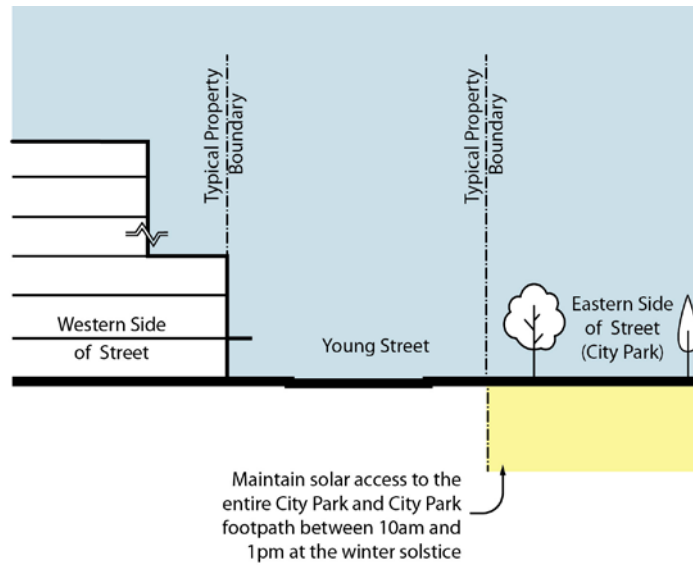 Typical Property
Boundary
Typical Property
Boundary
Western Side
of Street
Young Street
Eastern Side
of Street
(City Park)
Maintain solar access to the
entire City Park and City Park
footpath between 10am and
1pm at the winter solstice